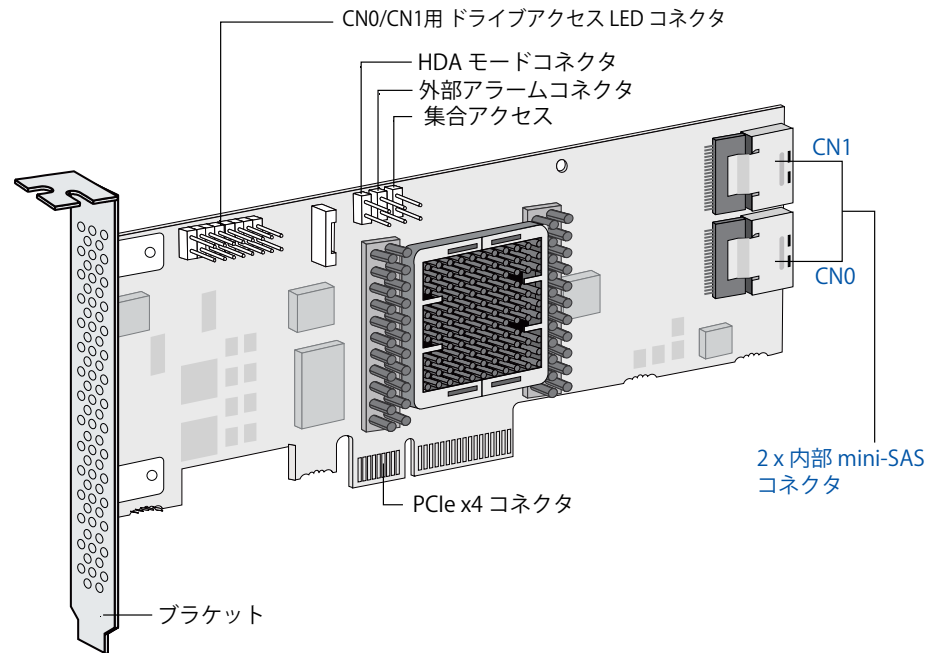 CN0/CN1用 ドライブアクセス LED コネクタ
HDA モードコネクタ
外部アラームコネクタ
集合アクセス
CN1
CN0
2 x 内部 mini-SAS
コネクタ
PCIe x4 コネクタ
ブラケット